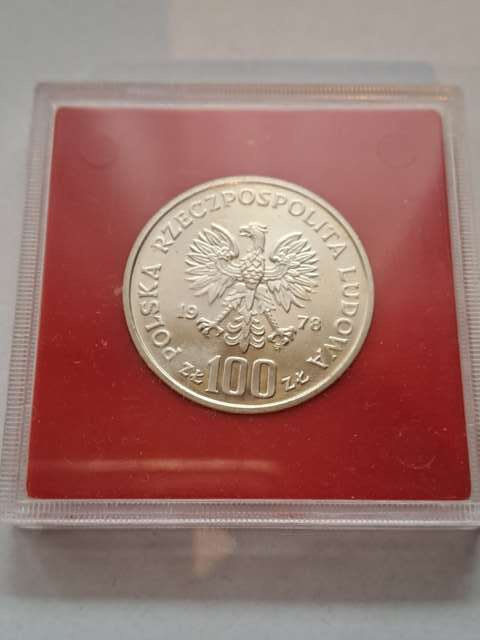 POLSKA RZECZPOSPOLITA LUDOWA
19 78
ZŁ 100 ZŁ